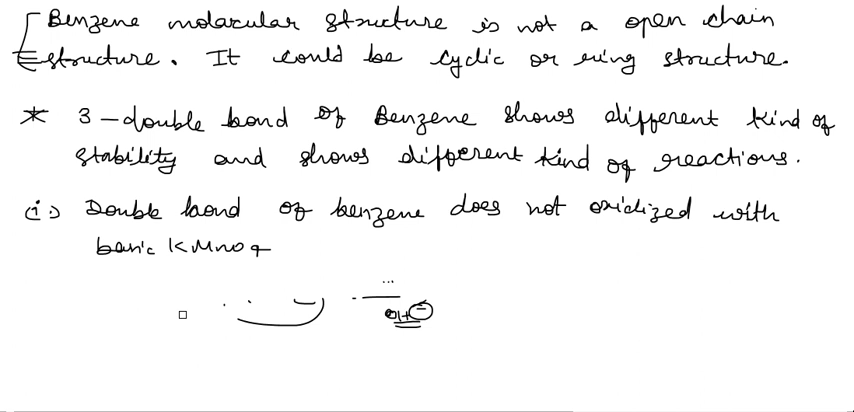 Benzene molacular structure is not a open chain
structure. It could be cyclic or ring structure.
* 3-double bond of Benzene shows different kind of
stability and shows different kind of reactions.
(i) Double bond of benzene does not oxidized with
basic KMnO4
OH⊖